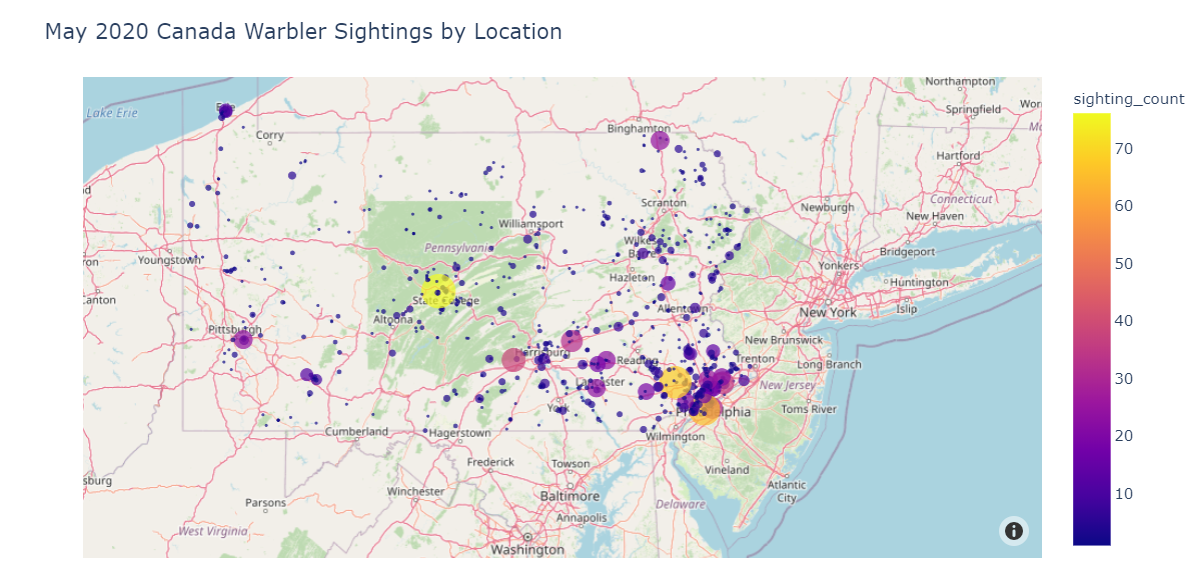 May 2020 Canada Warbler Sightings by Location
sighting_count
70
60
50
40
30
20
10
Northampton
Lake Erie
Springfield
Corry
Binghamton
Hartford
Connecticut
Scranton
Newburgh
New Haven
Williamsport
Pennsylvania
Bridgeport
Youngstown
Yonkers
Hazleton
Huntington
anton
State College
Islip
Altoona
Allentown
New York
Pittsburgh
New Brunswick
Harrisburg
Reading
Trenton
Long Branch
Lancaster
New Jersey
York
Philadelphia
Toms River
Cumberland
Hagerstown
Wilmington
Frederick
Towson
Vineland
sburg
Winchester
Baltimore
Atlantic
City
Parsons
Delaware
Annapolis
West Virginia
Washington